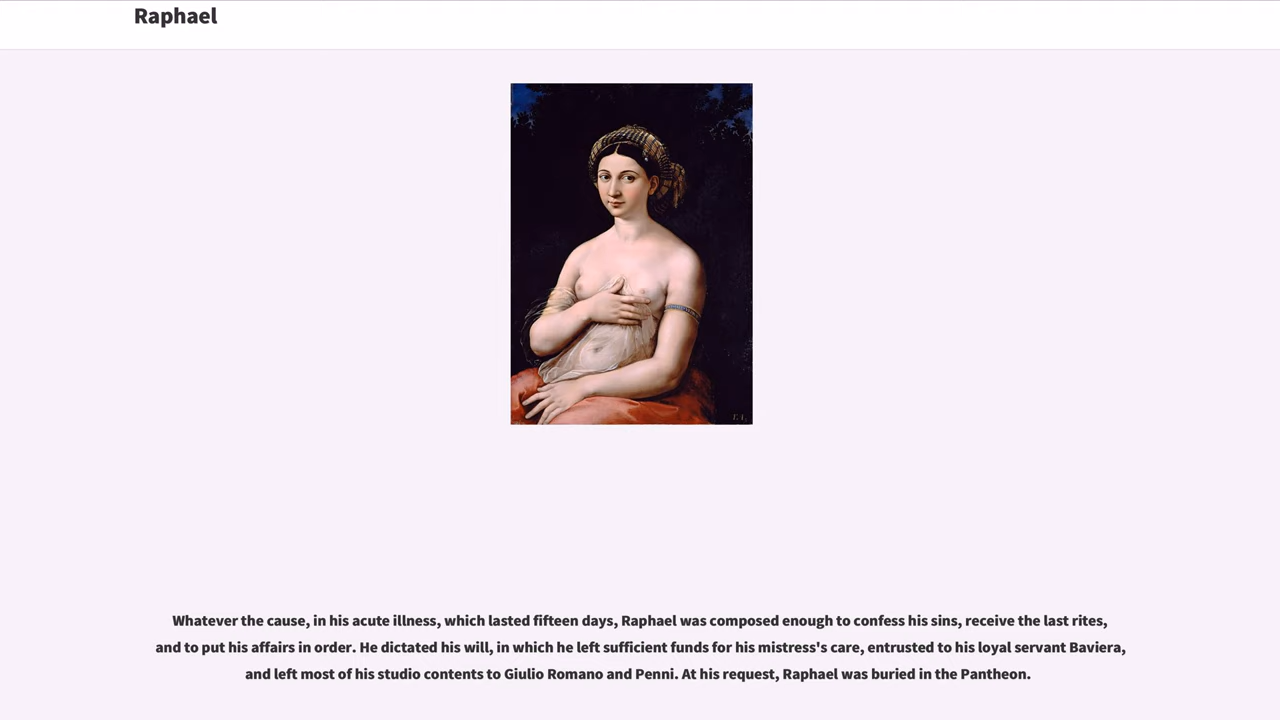 Raphael
Whatever the cause, in his acute illness, which lasted fifteen days, Raphael was composed enough to confess his sins, receive the last rites,
and to put his affairs in order. He dictated his will, in which he left sufficient funds for his mistress's care, entrusted to his loyal servant Baviera,
and left most of his studio contents to Giulio Romano and Penni. At his request, Raphael was buried in the Pantheon.